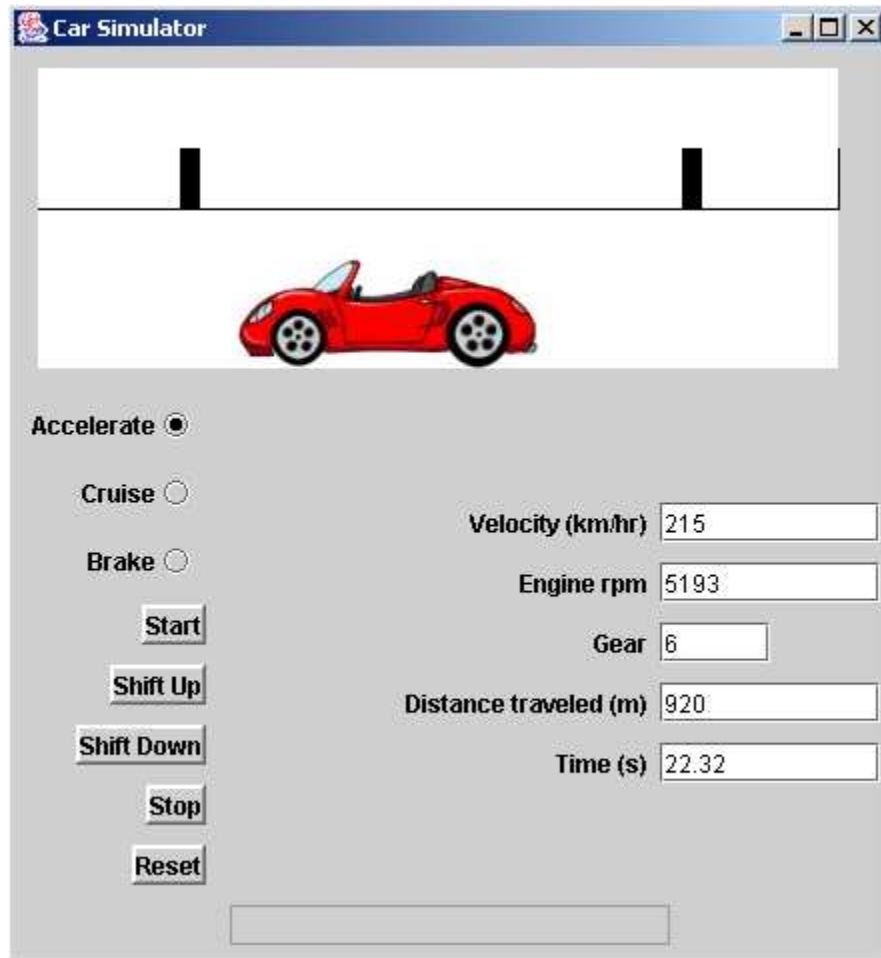 Car Simulator
Accelerate
Cruise
Brake
Start
Shift Up
Shift Down
Stop
Reset
Velocity (km/hr) 215
Engine rpm 5193
Gear 6
Distance traveled (m) 920
Time (s) 22.32